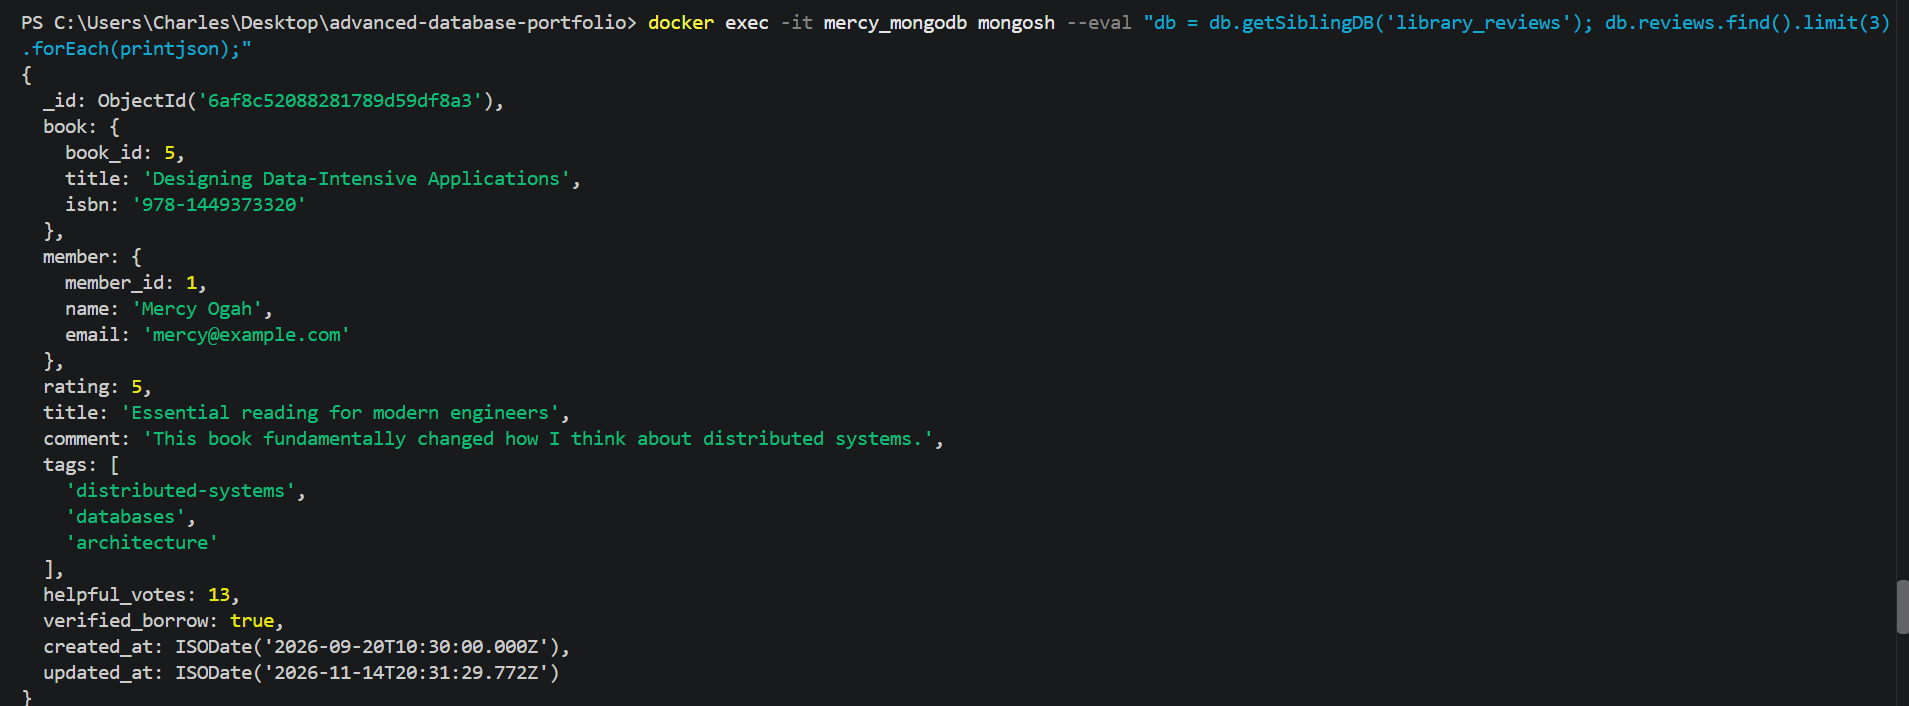 PS C:\Users\Charles\Desktop\advanced-database-portfolio> docker exec -it mercy_mongodb mongosh --eval "db = db.getSiblingDB('library_reviews'); db.reviews.find().limit(3)
.forEach(printjson);"
{
  _id: ObjectId('6af8c52088281789d59df8a3'),
  book: {
    book_id: 5,
    title: 'Designing Data-Intensive Applications',
    isbn: '978-1449373320'
  },
  member: {
    member_id: 1,
    name: 'Mercy Ogah',
    email: 'mercy@example.com'
  },
  rating: 5,
  title: 'Essential reading for modern engineers',
  comment: 'This book fundamentally changed how I think about distributed systems.',
  tags: [
    'distributed-systems',
    'databases',
    'architecture'
  ],
  helpful_votes: 13,
  verified_borrow: true,
  created_at: ISODate('2026-09-20T10:30:00.000Z'),
  updated_at: ISODate('2026-11-14T20:31:29.772Z')
}